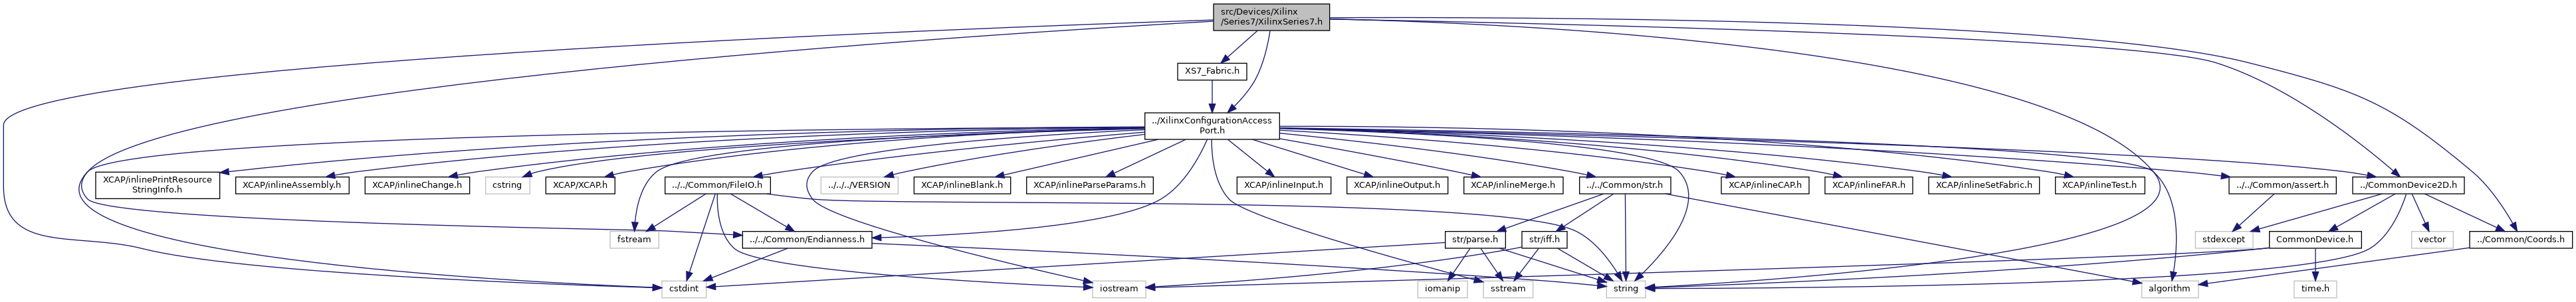 src/Devices/Xilinx
/Series7/XilinxSeries7.h
XS7_Fabric.h
../XilinxConfigurationAccess
Port.h
XCAP/inlinePrintResource
StringInfo.h
XCAP/inlineAssembly.h
XCAP/inlineChange.h
cstring
XCAP/XCAP.h
../../Common/FileIO.h
../../../VERSION
XCAP/inlineBlank.h
XCAP/inlineParseParams.h
XCAP/inlineInput.h
XCAP/inlineOutput.h
XCAP/inlineMerge.h
../../Common/str.h
XCAP/inlineCAP.h
XCAP/inlineFAR.h
XCAP/inlineSetFabric.h
XCAP/inlineTest.h
../../Common/assert.h
../CommonDevice2D.h
fstream
../../Common/Endianness.h
str/parse.h
str/iff.h
stdexcept
CommonDevice.h
vector
../Common/Coords.h
cstdint
iostream
iomanip
sstream
string
algorithm
time.h